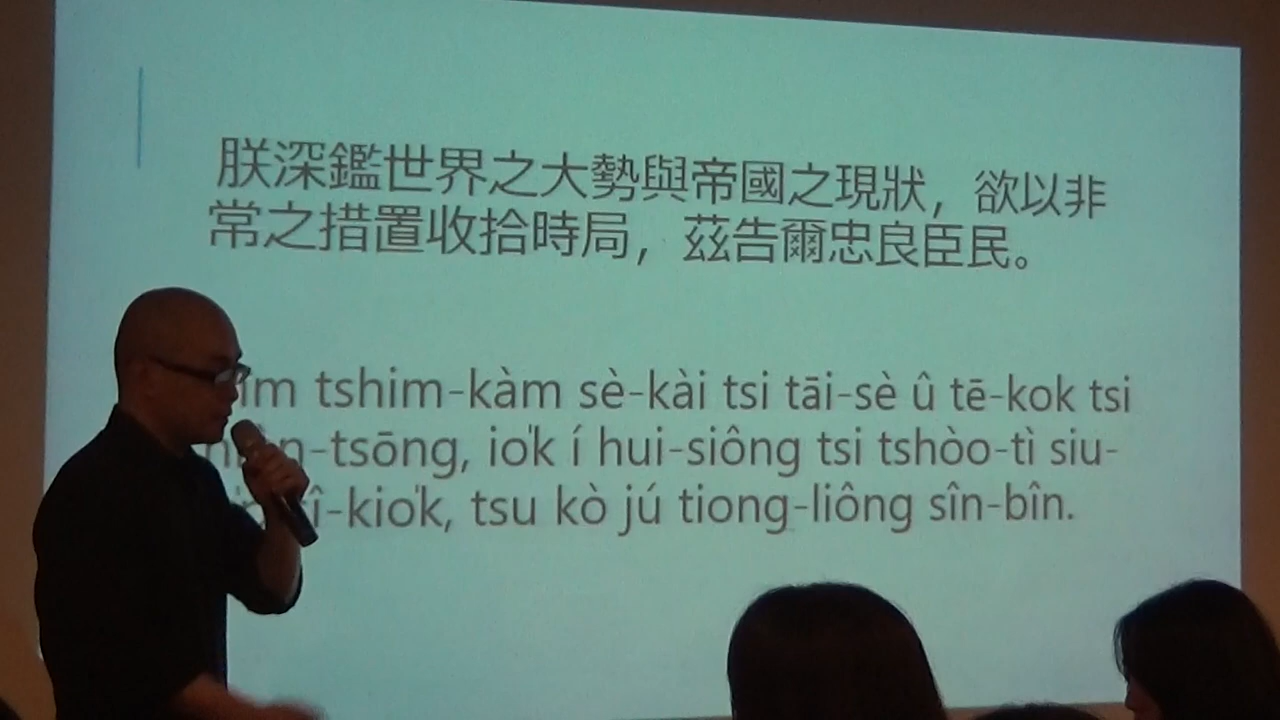 朕深鑑世界之大勢與帝國之現狀，欲以非
常之措置收拾時局，茲告爾忠良臣民。
tshim-kàm sè-kài tsi tāi-sè û tē-kok tsi
tsōng, io̍k í hui-siông tsi tshòo-tì siu-
kio̍k, tsu kò jú tiong-liông sîn-bîn.